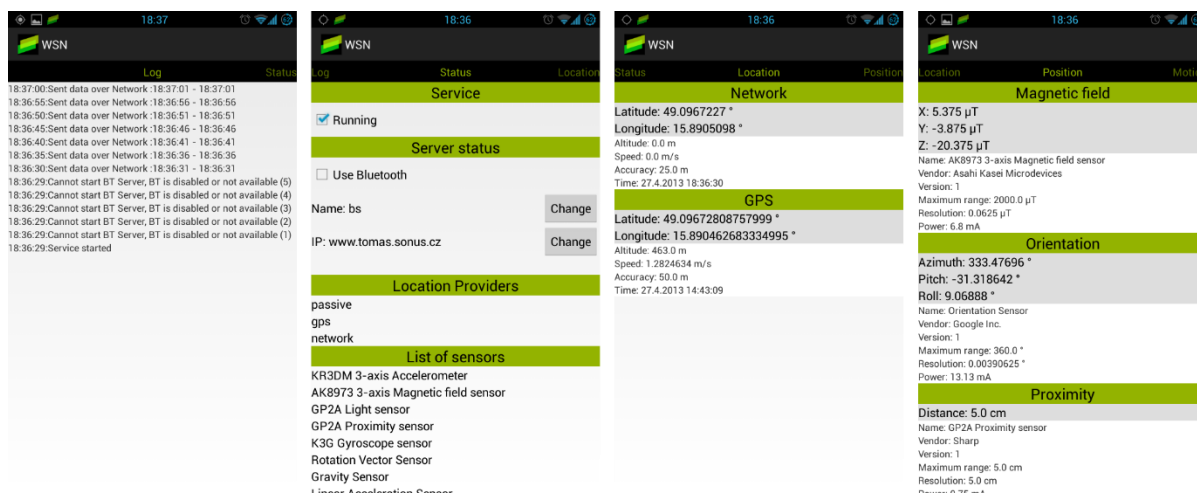 18:37
WSN
Log
Status
18:37:00:Sent data over Network :18:37:01 - 18:37:01
18:36:55:Sent data over Network :18:36:56 - 18:36:56
18:36:50:Sent data over Network :18:36:51 - 18:36:51
18:36:45:Sent data over Network :18:36:46 - 18:36:46
18:36:40:Sent data over Network :18:36:41 - 18:36:41
18:36:35:Sent data over Network :18:36:36 - 18:36:36
18:36:30:Sent data over Network :18:36:31 - 18:36:31
18:36:29:Cannot start BT Server, BT is disabled or not available (5)
18:36:29:Cannot start BT Server, BT is disabled or not available (4)
18:36:29:Cannot start BT Server, BT is disabled or not available (3)
18:36:29:Cannot start BT Server, BT is disabled or not available (2)
18:36:29:Cannot start BT Server, BT is disabled or not available (1)
18:36:29:Service started
18:36
WSN
Log
Status
Location
Service
Running
Server status
Use Bluetooth
Name: bs
Change
IP: www.tomas.sonus.cz
Change
Location Providers
passive
gps
network
List of sensors
KR3DM 3-axis Accelerometer
AK8973 3-axis Magnetic field sensor
GP2A Light sensor
GP2A Proximity sensor
K3G Gyroscope sensor
Rotation Vector Sensor
Gravity Sensor
Linear Acceleration Sensor
18:36
WSN
Status
Location
Position
Network
Latitude: 49.0967227 °
Longitude: 15.8905098 °
Altitude: 0.0 m
Speed: 0.0 m/s
Accuracy: 25.0 m
Time: 27.4.2013 18:36:30
GPS
Latitude: 49.09672808757999 °
Longitude: 15.890462683334995 °
Altitude: 463.0 m
Speed: 1.2824634 m/s
Accuracy: 50.0 m
Time: 27.4.2013 14:43:09
18:36
WSN
Location
Position
Moti
Magnetic field
X: 5.375 µT
Y: -3.875 µT
Z: -20.375 µT
Name: AK8973 3-axis Magnetic field sensor
Vendor: Asahi Kasei Microdevices
Version: 1
Maximum range: 2000.0 µT
Resolution: 0.0625 µT
Power: 6.8 mA
Orientation
Azimuth: 333.47696 °
Pitch: -31.318642 °
Roll: 9.06888 °
Name: Orientation Sensor
Vendor: Google Inc.
Version: 1
Maximum range: 360.0 °
Resolution: 0.00390625 °
Power: 13.13 mA
Proximity
Distance: 5.0 cm
Name: GP2A Proximity sensor
Vendor: Sharp
Version: 1
Maximum range: 5.0 cm
Resolution: 5.0 cm
Power: 0.75 mA